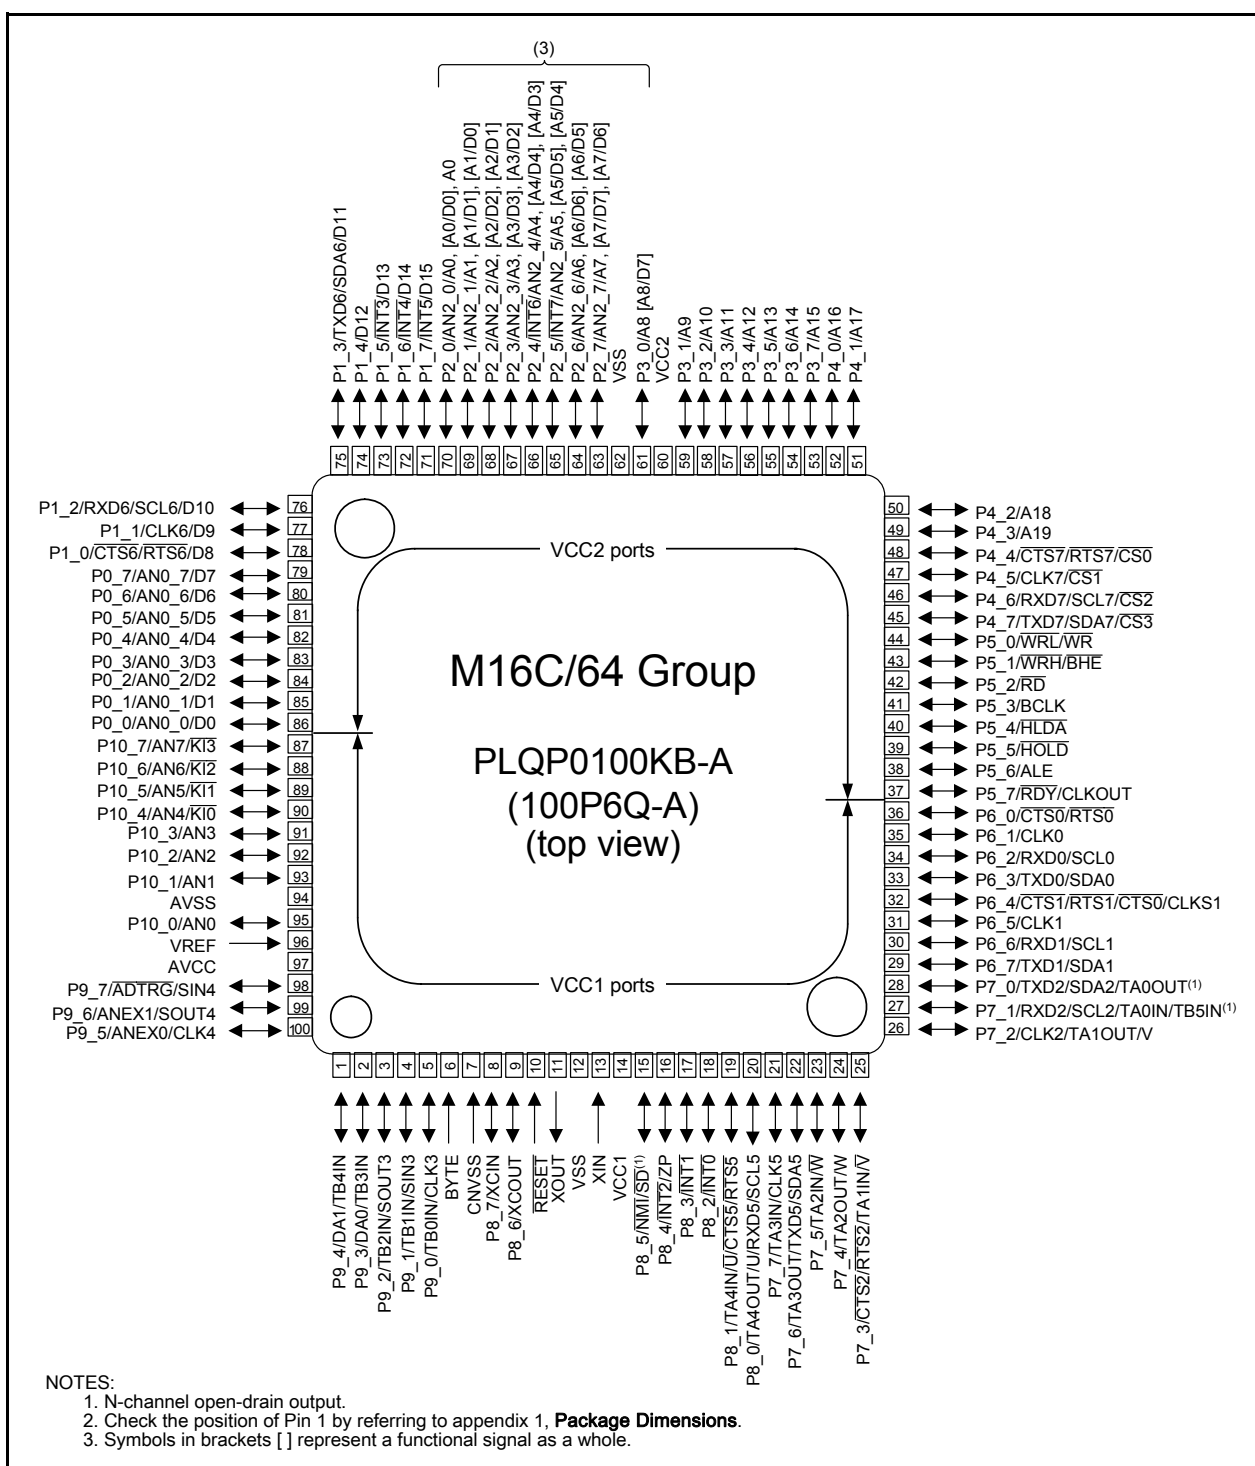 (3)
P1_3/TXD6/SDA6/D11
P1_4/D12
P1_5/INT3/D13
P1_6/INT4/D14
P1_7/INT5/D15
P2_0/AN2_0/A0, [A0/D0], A0
P2_1/AN2_1/A1, [A1/D1], [A1/D0]
P2_2/AN2_2/A2, [A2/D2], [A2/D1]
P2_3/AN2_3/A3, [A3/D3], [A3/D2]
P2_4/INT6/AN2_4/A4, [A4/D4], [A4/D3]
P2_5/INT7/AN2_5/A5, [A5/D5], [A5/D4]
P2_6/AN2_6/A6, [A6/D6], [A6/D5]
P2_7/AN2_7/A7, [A7/D7], [A7/D6]
VSS
P3_0/A8 [A8/D7]
VCC2
P3_1/A9
P3_2/A10
P3_3/A11
P3_4/A12
P3_5/A13
P3_6/A14
P3_7/A15
P4_0/A16
P4_1/A17
75 74 73 72 71 70 69 68 67 66 65 64 63 62 61 60 59 58 57 56 55 54 53 52 51
P1_2/RXD6/SCL6/D10 76
P1_1/CLK6/D9 77
P1_0/CTS6/RTS6/D8 78
P0_7/AN0_7/D7 79
P0_6/AN0_6/D6 80
P0_5/AN0_5/D5 81
P0_4/AN0_4/D4 82
P0_3/AN0_3/D3 83
P0_2/AN0_2/D2 84
P0_1/AN0_1/D1 85
P0_0/AN0_0/D0 86
P10_7/AN7/KI3 87
P10_6/AN6/KI2 88
P10_5/AN5/KI1 89
P10_4/AN4/KI0 90
P10_3/AN3 91
P10_2/AN2 92
P10_1/AN1 93
AVSS 94
P10_0/AN0 95
VREF 96
AVCC 97
P9_7/ADTRG/SIN4 98
P9_6/ANEX1/SOUT4 99
P9_5/ANEX0/CLK4 100
VCC2 ports
M16C/64 Group
PLQP0100KB-A
(100P6Q-A)
(top view)
VCC1 ports
50 P4_2/A18
49 P4_3/A19
48 P4_4/CTS7/RTS7/CS0
47 P4_5/CLK7/CS1
46 P4_6/RXD7/SCL7/CS2
45 P4_7/TXD7/SDA7/CS3
44 P5_0/WRL/WR
43 P5_1/WRH/BHE
42 P5_2/RD
41 P5_3/BCLK
40 P5_4/HLDA
39 P5_5/HOLD
38 P5_6/ALE
37 P5_7/RDY/CLKOUT
36 P6_0/CTS0/RTS0
35 P6_1/CLK0
34 P6_2/RXD0/SCL0
33 P6_3/TXD0/SDA0
32 P6_4/CTS1/RTS1/CTS0/CLKS1
31 P6_5/CLK1
30 P6_6/RXD1/SCL1
29 P6_7/TXD1/SDA1
28 P7_0/TXD2/SDA2/TA0OUT(1)
27 P7_1/RXD2/SCL2/TA0IN/TB5IN(1)
26 P7_2/CLK2/TA1OUT/V
1 2 3 4 5 6 7 8 9 10 11 12 13 14 15 16 17 18 19 20 21 22 23 24 25
P9_4/DA1/TB4IN
P9_3/DA0/TB3IN
P9_2/TB2IN/SOUT3
P9_1/TB1IN/SIN3
P9_0/TB0IN/CLK3
BYTE
CNVSS
P8_7/XCIN
P8_6/XCOUT
RESET
XOUT
VSS
XIN
VCC1
P8_5/NMI/SD(1)
P8_4/INT2/ZP
P8_3/INT1
P8_2/INT0
P8_1/TA4IN/U/CTS5/RTS5
P8_0/TA4OUT/U/RXD5/SCL5
P7_7/TA3IN/CLK5
P7_6/TA3OUT/TXD5/SDA5
P7_5/TA2IN/W
P7_4/TA2OUT/W
P7_3/CTS2/RTS2/TA1IN/V
NOTES:
1. N-channel open-drain output.
2. Check the position of Pin 1 by referring to appendix 1, Package Dimensions.
3. Symbols in brackets [ ] represent a functional signal as a whole.